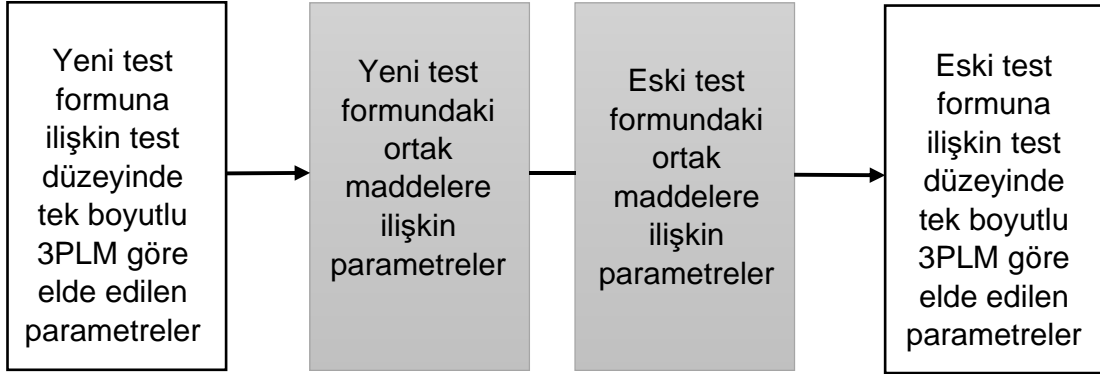 Yeni test
formuna
ilişkin test
düzeyinde
tek boyutlu
3PLM göre
elde edilen
parametreler
Yeni test
formundaki
ortak
maddelere
ilişkin
parametreler
Eski test
formundaki
ortak
maddelere
ilişkin
parametreler
Eski test
formuna
ilişkin test
düzeyinde
tek boyutlu
3PLM göre
elde edilen
parametreler